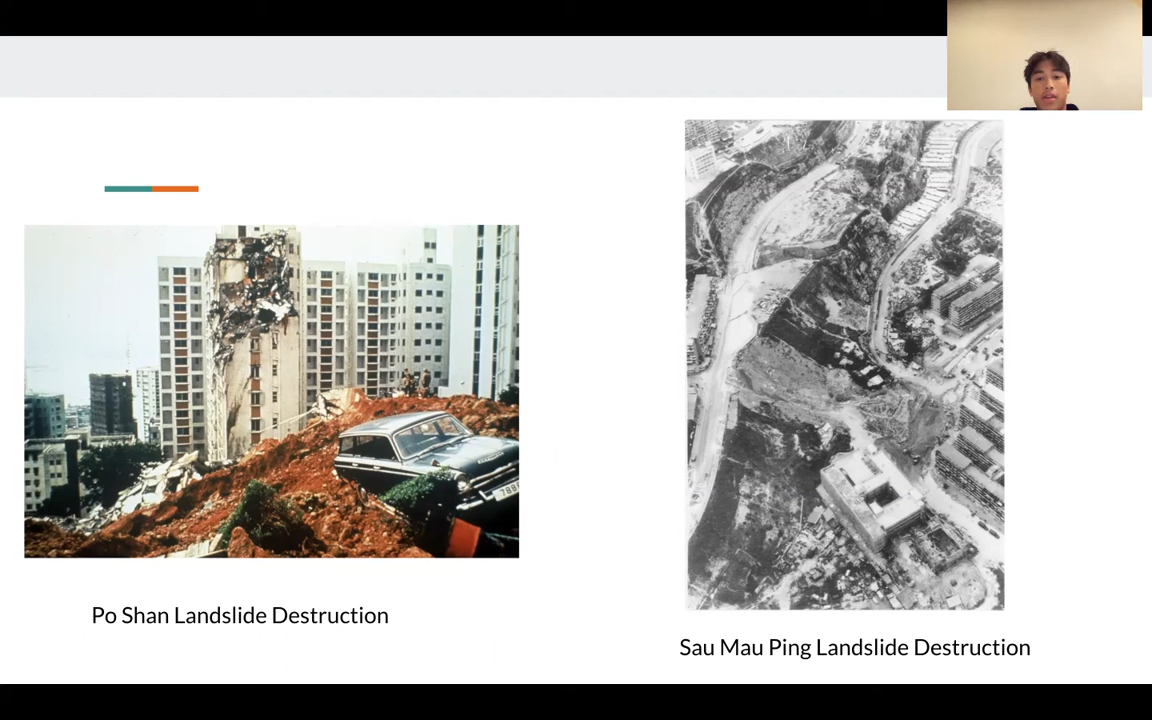 Po Shan Landslide Destruction
Sau Mau Ping Landslide Destruction